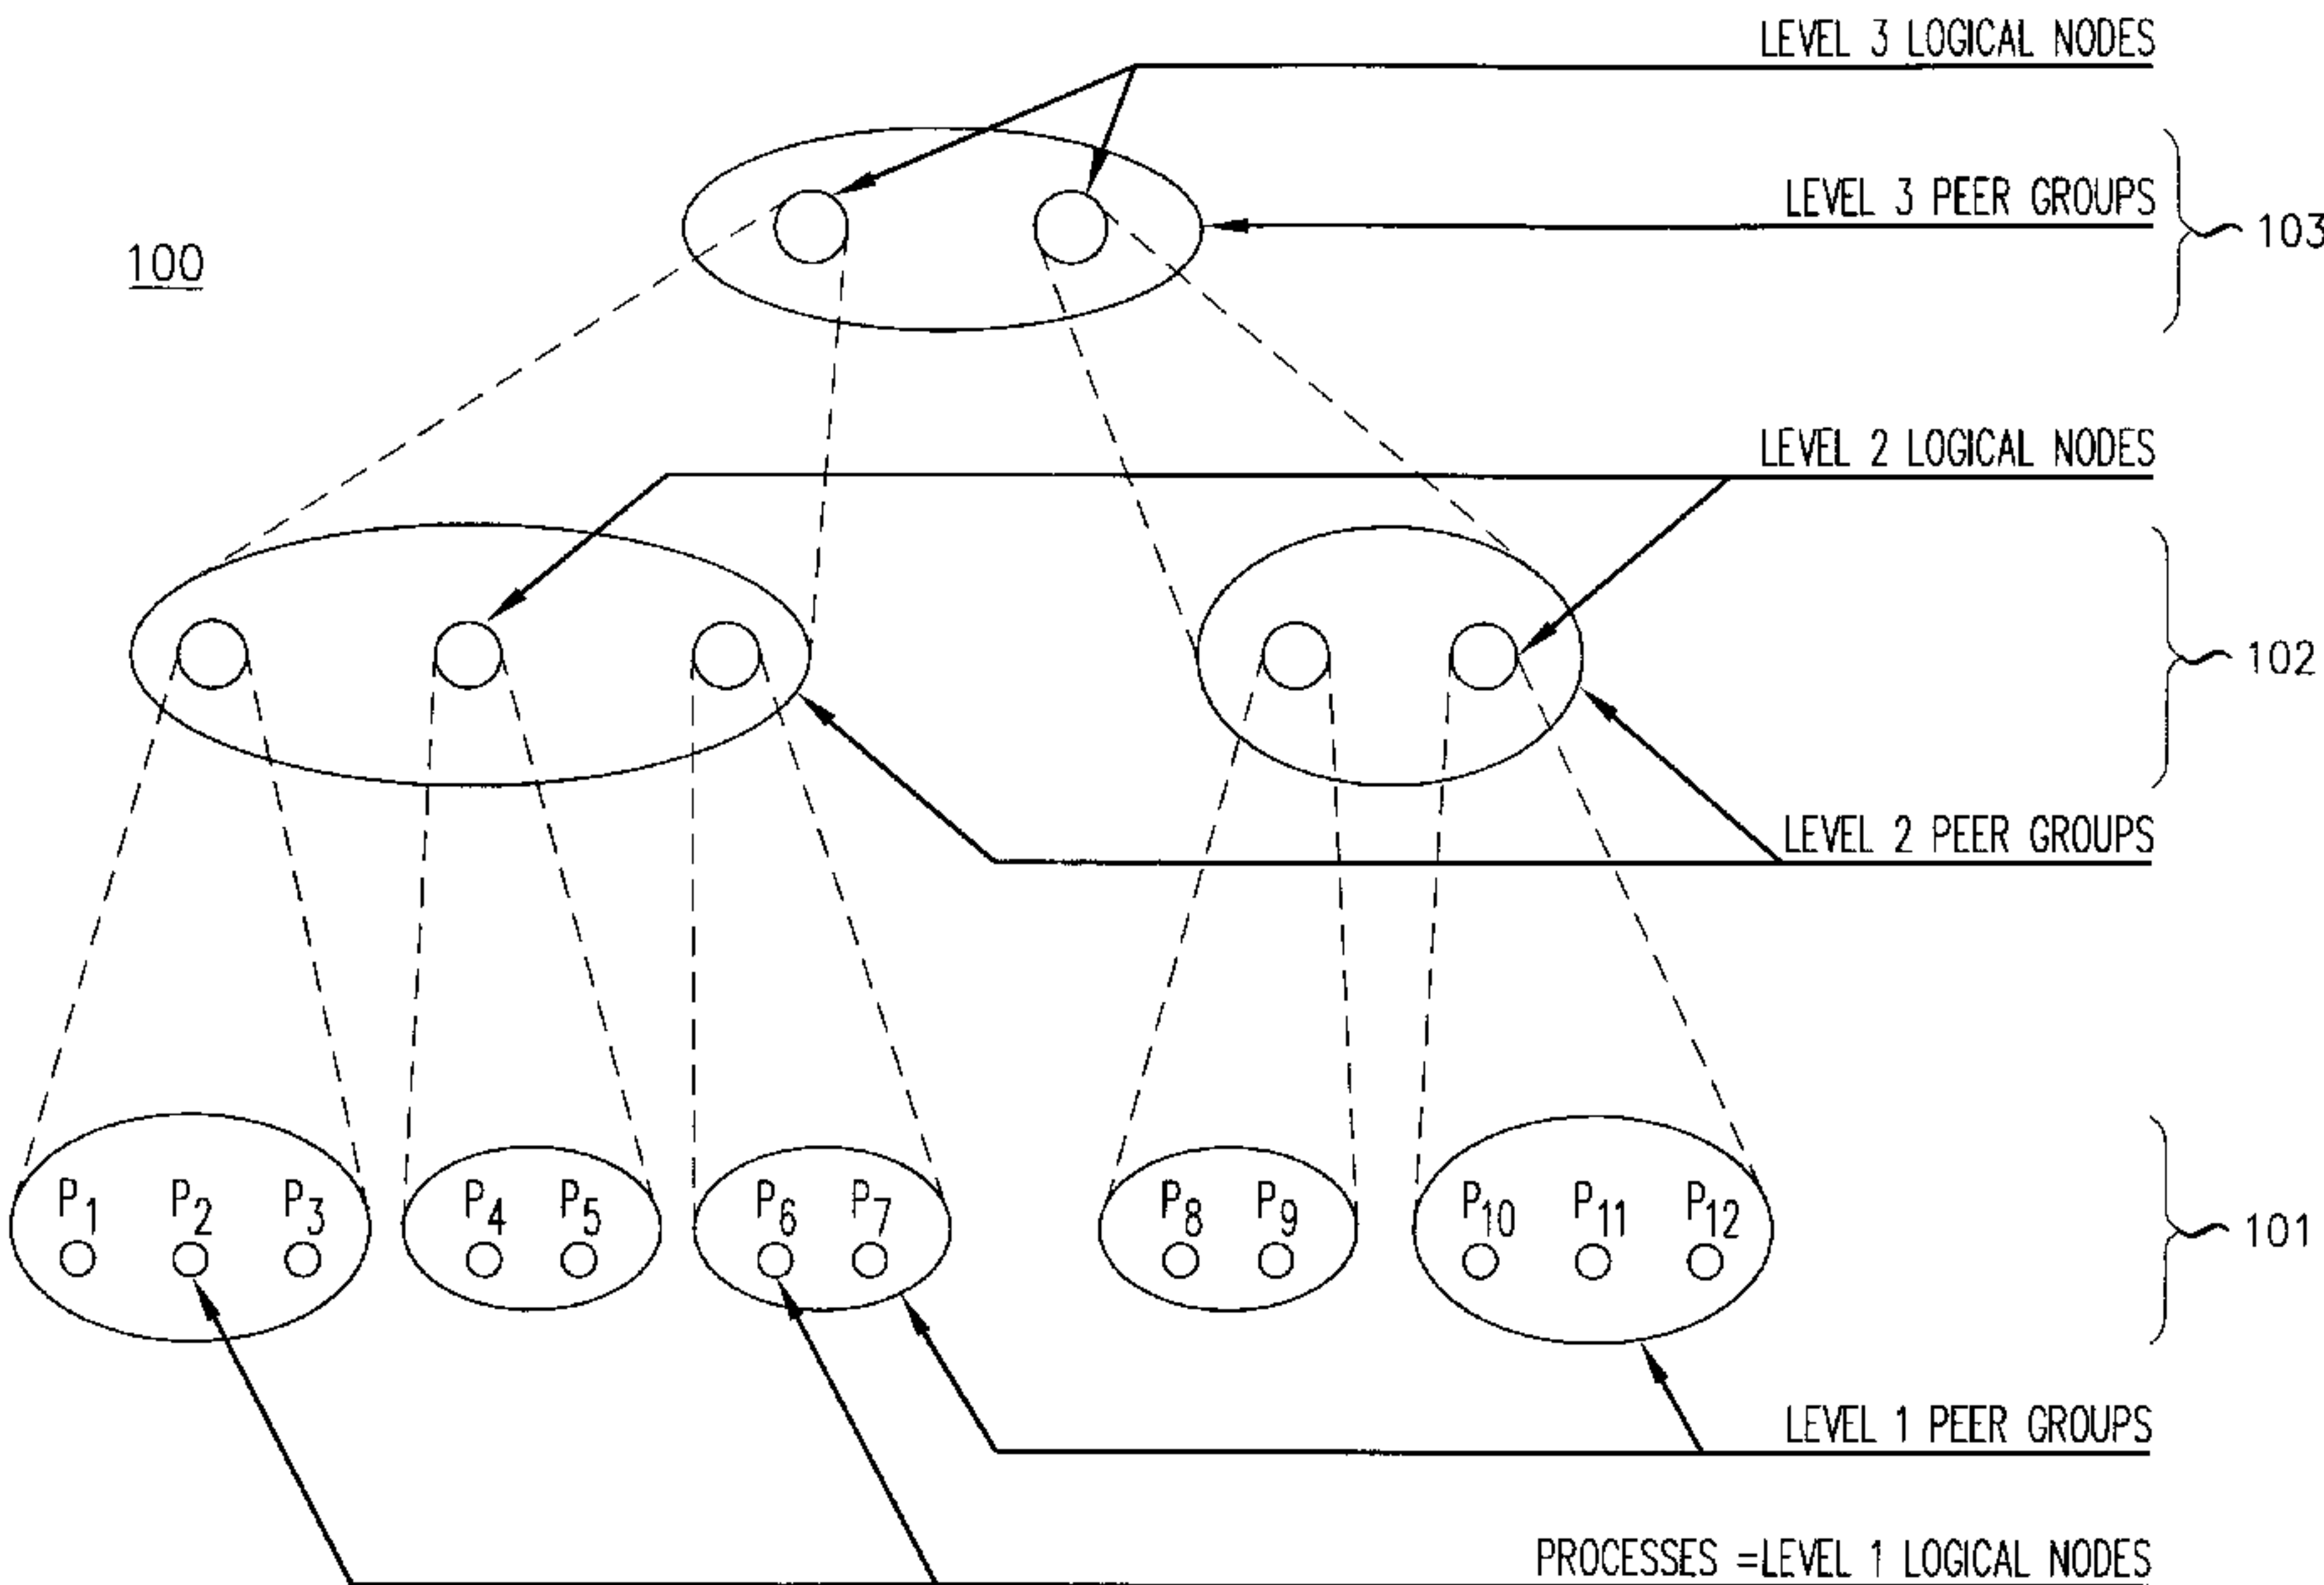 LEVEL 3 LOGICAL NODES
LEVEL 3 PEER GROUPS
103
100
LEVEL 2 LOGICAL NODES
102
LEVEL 2 PEER GROUPS
P1 P2 P3 P4 P5 P6 P7 P8 P9 P10 P11 P12
101
LEVEL 1 PEER GROUPS
PROCESSES =LEVEL 1 LOGICAL NODES